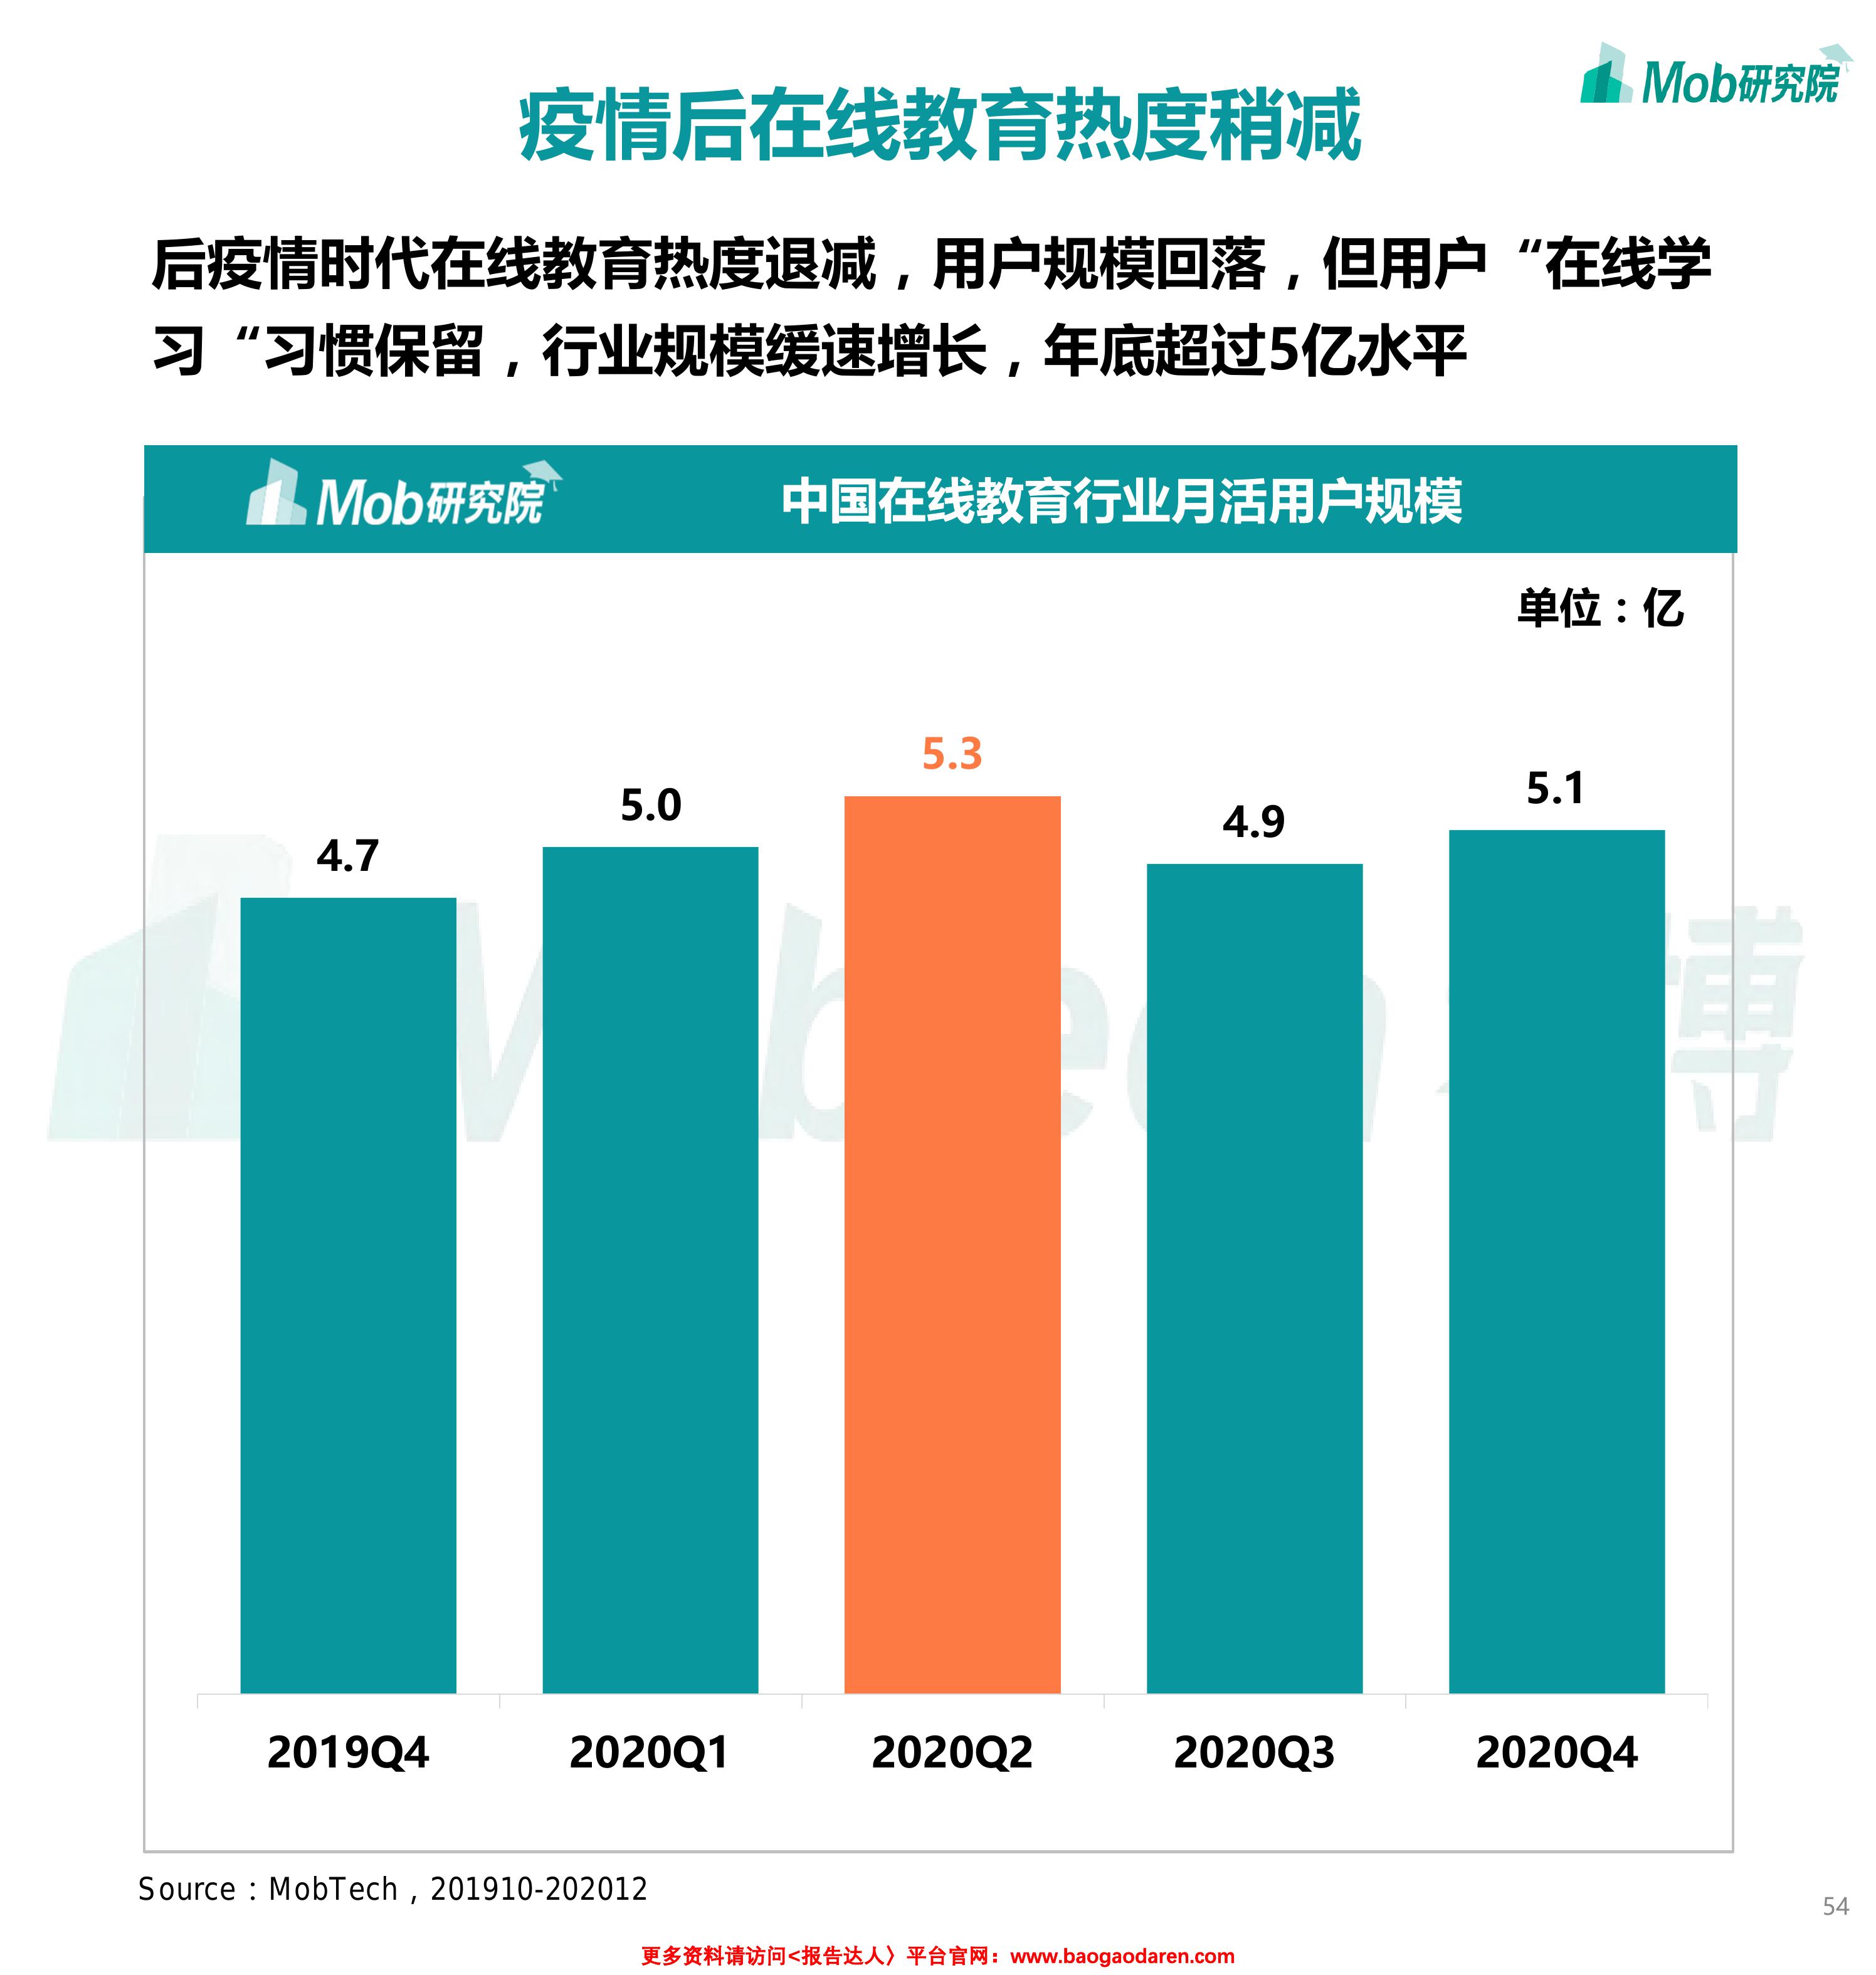 Mob研究院
疫情后在线教育热度稍减
后疫情时代在线教育热度退减，用户规模回落，但用户“在线学
习“习惯保留，行业规模缓速增长，年底超过5亿水平
Mob研究院
中国在线教育行业月活用户规模
单位：亿
4.7
5.0
5.3
4.9
5.1
2019Q4
2020Q1
2020Q2
2020Q3
2020Q4
Source：MobTech，201910-202012
54
更多资料请访问<报告达人〉平台官网：www.baogaodaren.com